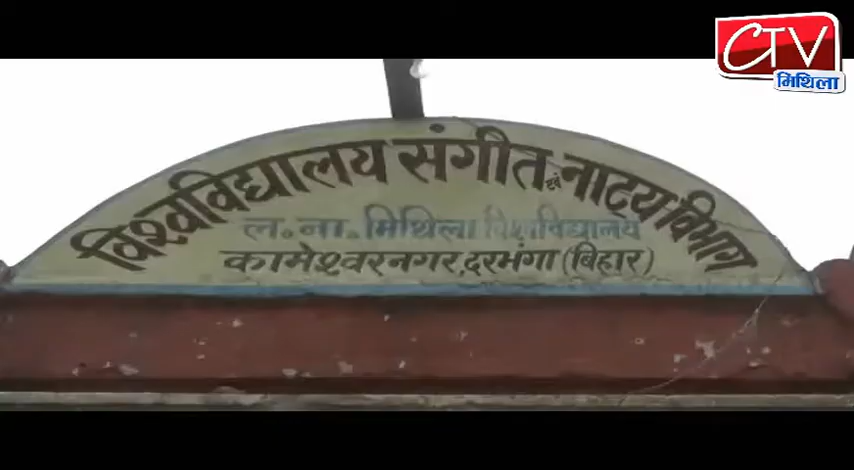 CTV
मिथिला
विश्वविद्यालय संगीत एवं नाट्य विभाग
ल.ना. मिथिला विश्वविद्यालय
कामेश्वरनगर, दरभंगा (बिहार)